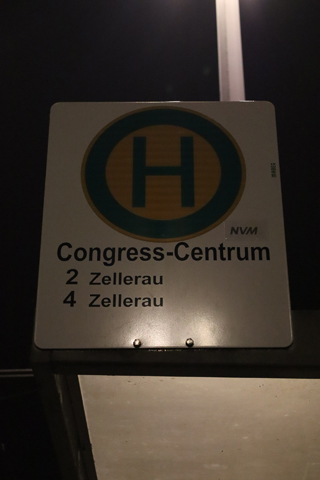 H
NVM
Congress-Centrum
2 Zellerau
4 Zellerau